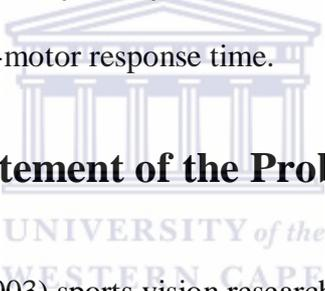 -motor response time.
tement of the Prob
UNIVERSITY of the
003) sports vision research
WESTERN CAPE